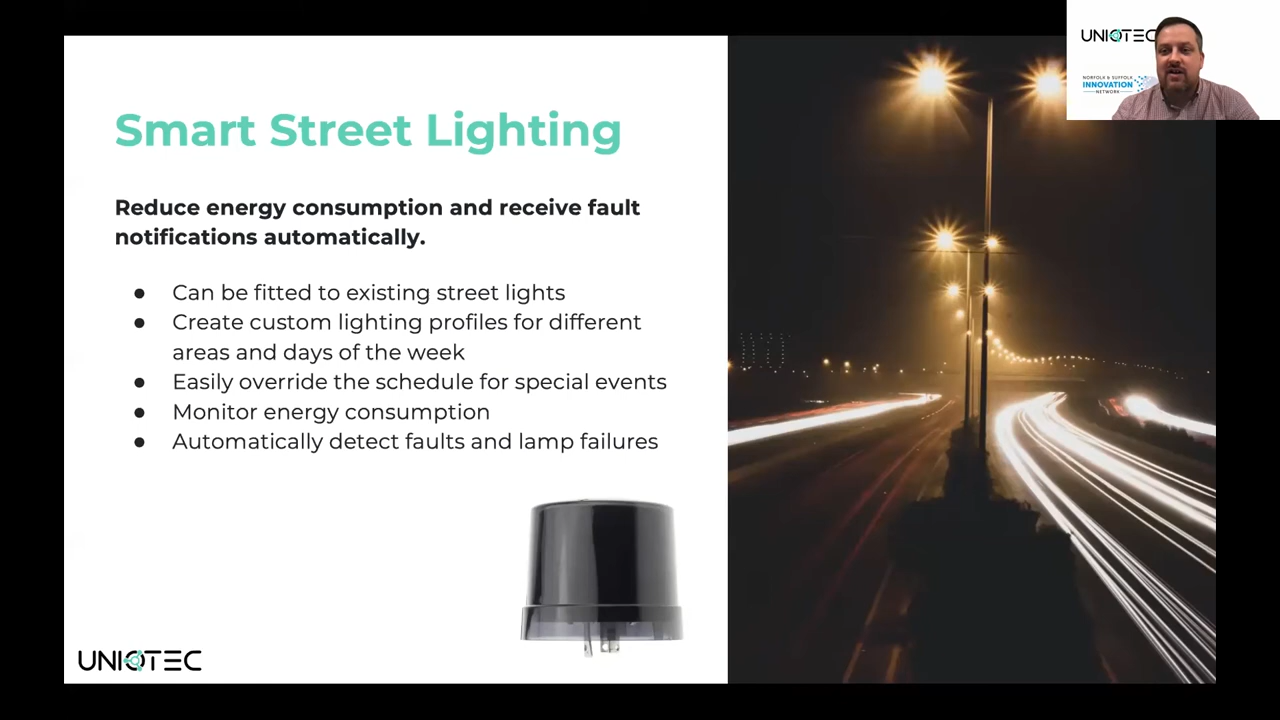 Smart Street Lighting
Reduce energy consumption and receive fault
notifications automatically.
● Can be fitted to existing street lights
● Create custom lighting profiles for different
areas and days of the week
● Easily override the schedule for special events
● Monitor energy consumption
● Automatically detect faults and lamp failures
UNIOTEC
UNIOTEC
NORFOLK & SUFFOLK
INNOVATION
NETWORK